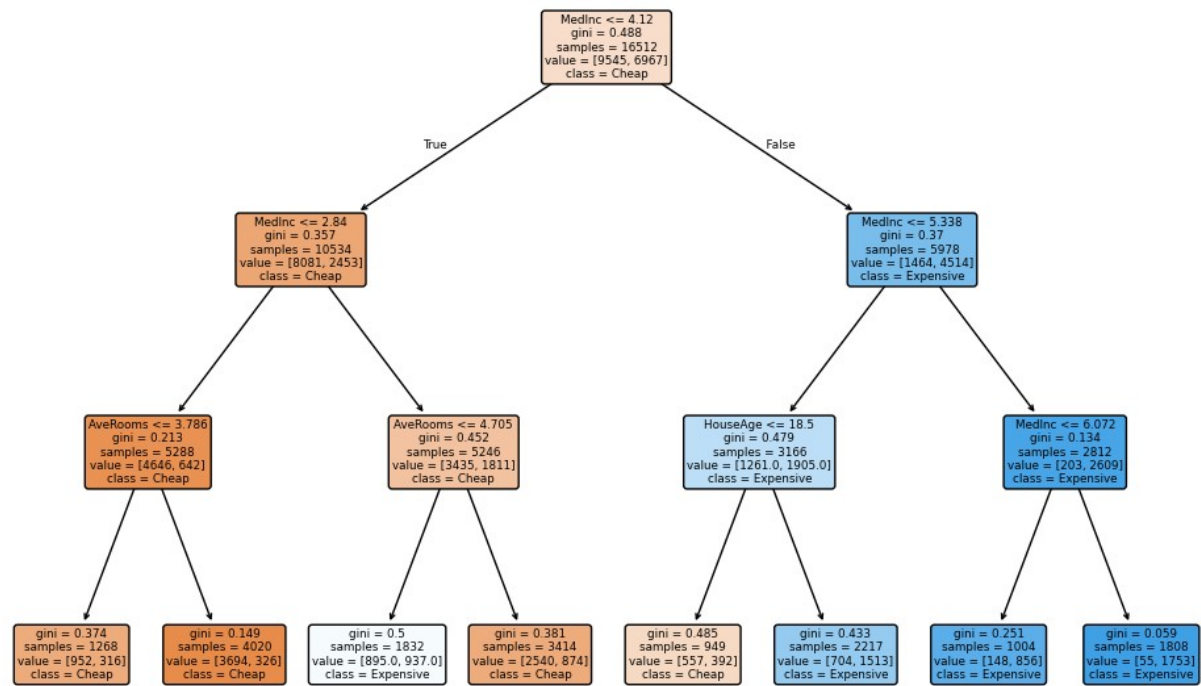 MedInc <= 4.12
gini = 0.488
samples = 16512
value = [9545, 6967]
class = Cheap
True
False
MedInc <= 2.84
gini = 0.357
samples = 10534
value = [8081, 2453]
class = Cheap
MedInc <= 5.338
gini = 0.37
samples = 5978
value = [1464, 4514]
class = Expensive
AveRooms <= 3.786
gini = 0.213
samples = 5288
value = [4646, 642]
class = Cheap
AveRooms <= 4.705
gini = 0.452
samples = 5246
value = [3435, 1811]
class = Cheap
HouseAge <= 18.5
gini = 0.479
samples = 3166
value = [1261.0, 1905.0]
class = Expensive
MedInc <= 6.072
gini = 0.134
samples = 2812
value = [203, 2609]
class = Expensive
gini = 0.374
samples = 1268
value = [952, 316]
class = Cheap
gini = 0.149
samples = 4020
value = [3694, 326]
class = Cheap
gini = 0.5
samples = 1832
value = [895.0, 937.0]
class = Expensive
gini = 0.381
samples = 3414
value = [2540, 874]
class = Cheap
gini = 0.485
samples = 949
value = [557, 392]
class = Cheap
gini = 0.433
samples = 2217
value = [704, 1513]
class = Expensive
gini = 0.251
samples = 1004
value = [148, 856]
class = Expensive
gini = 0.059
samples = 1808
value = [55, 1753]
class = Expensive